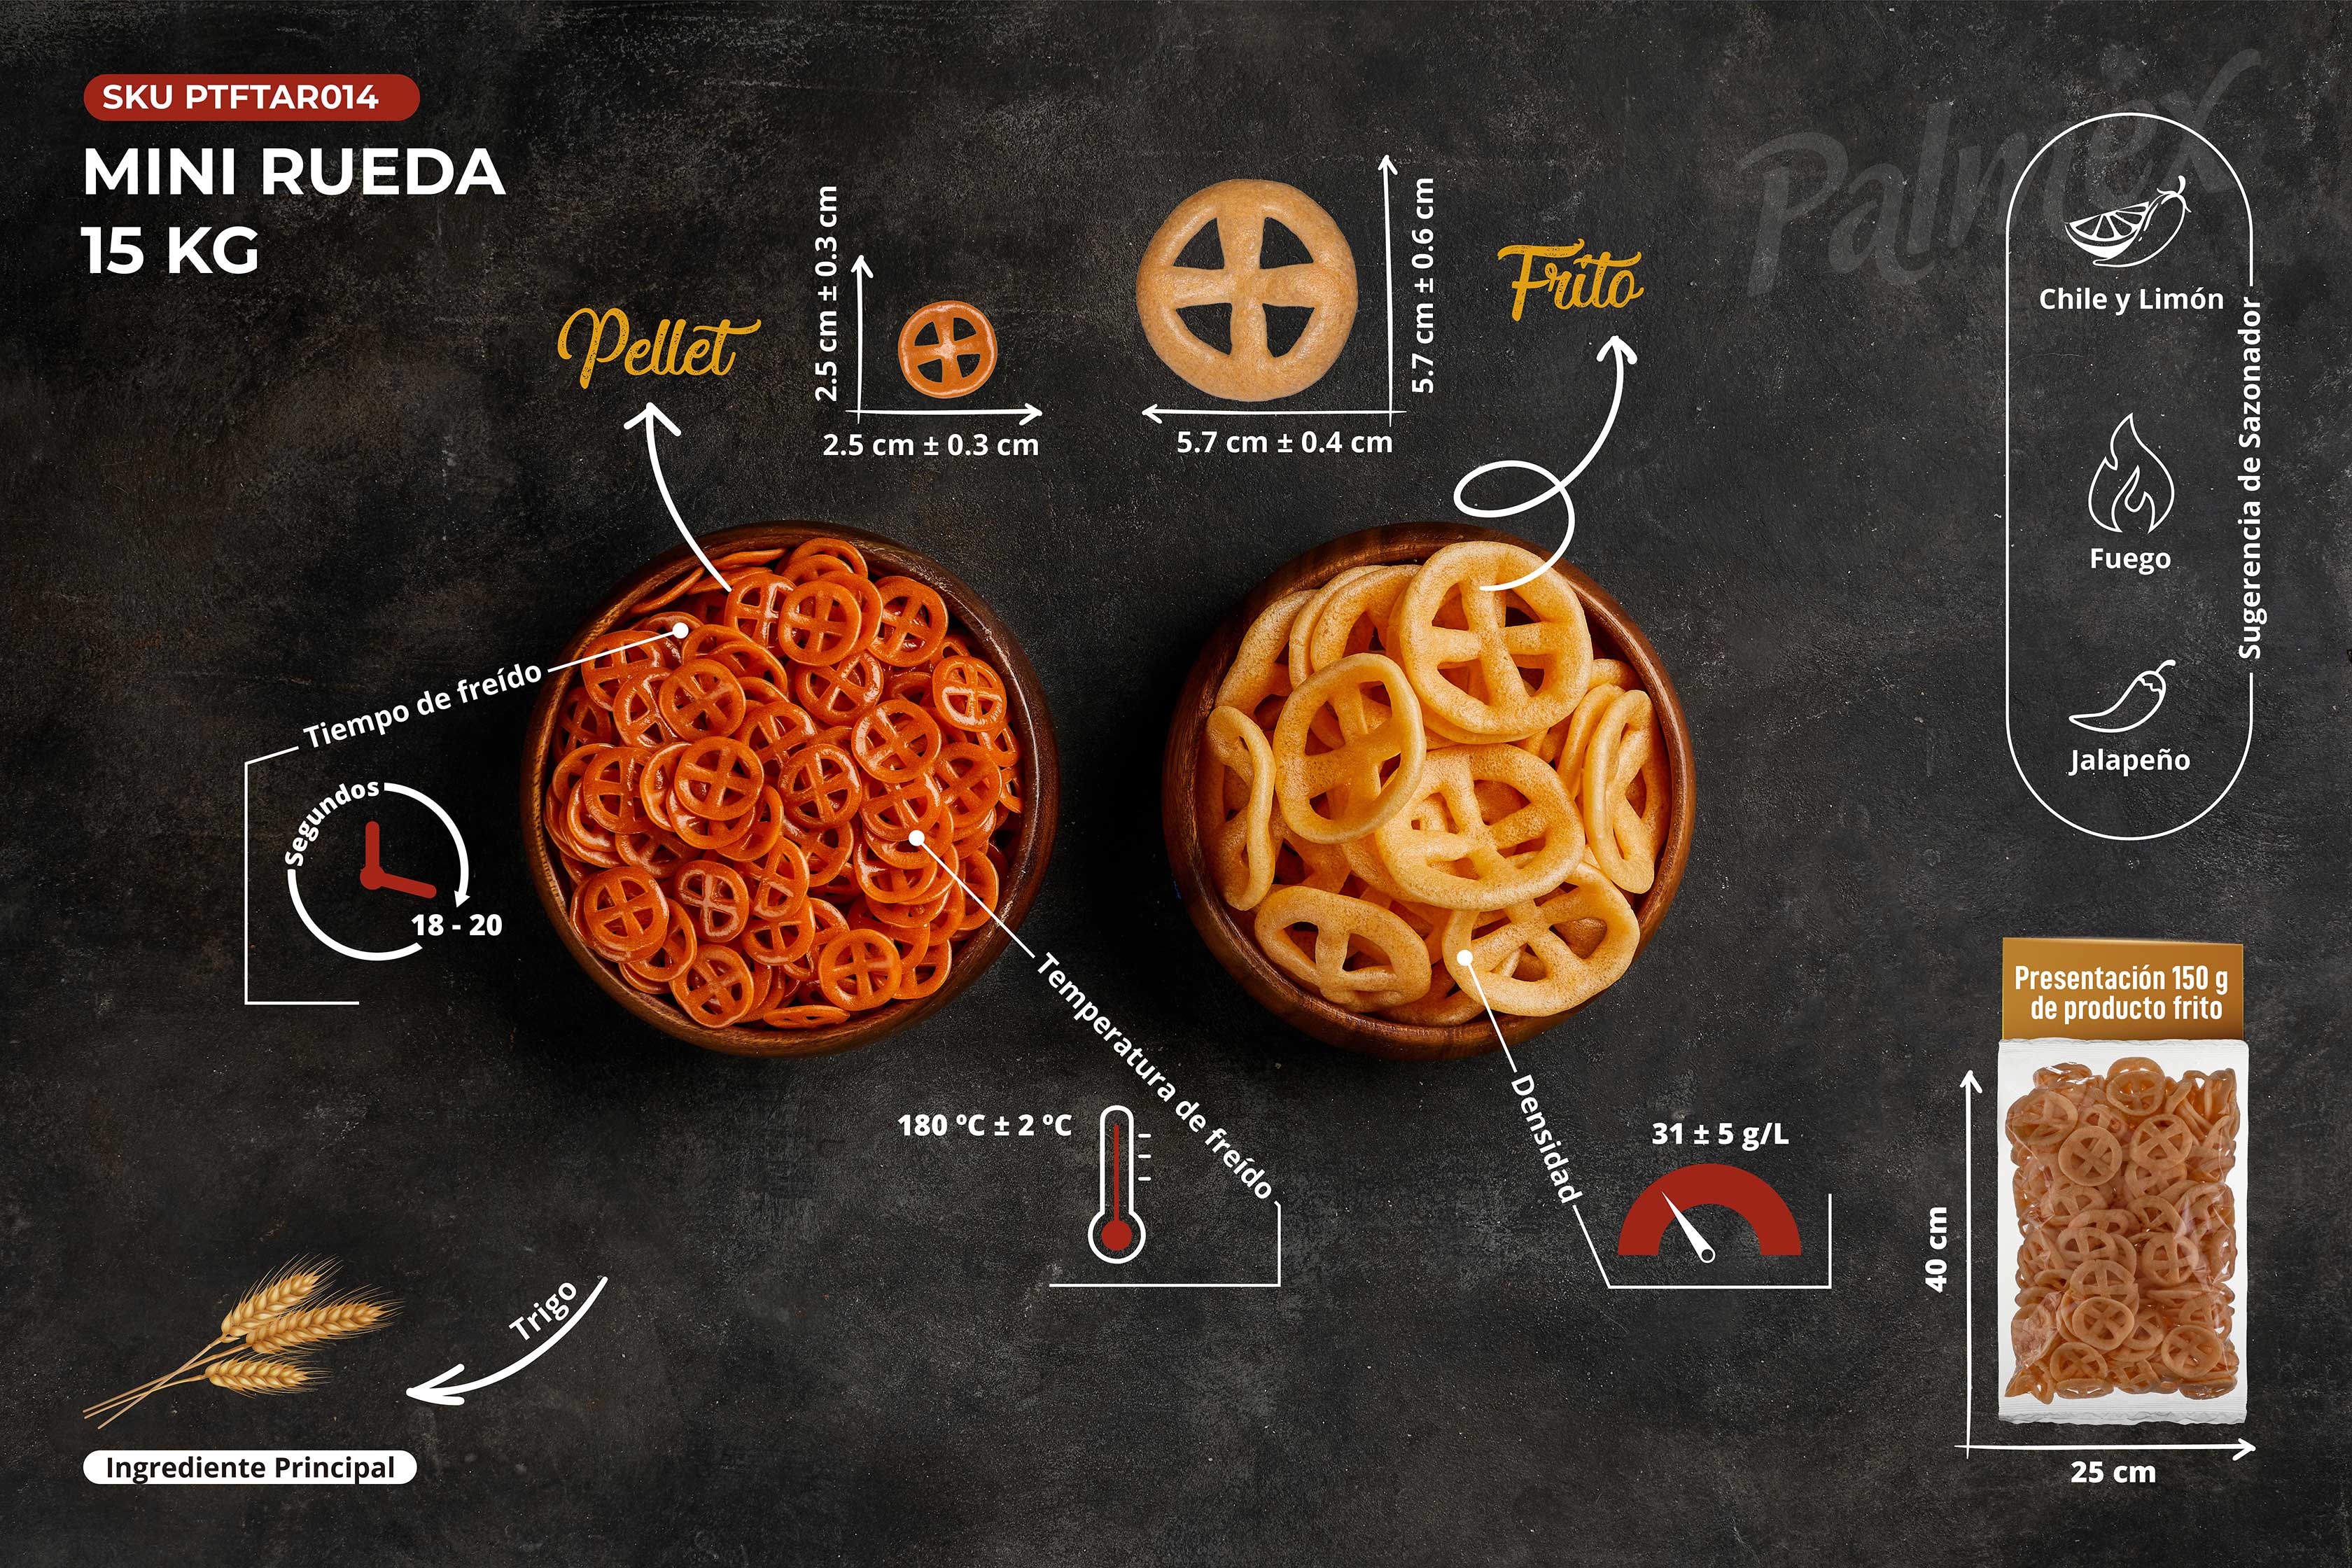 SKU PTFTAR014
MINI RUEDA
15 KG
Pellet
2.5 cm ± 0.3 cm
2.5 cm ± 0.3 cm
5.7 cm ± 0.6 cm
5.7 cm ± 0.4 cm
Frito
Palmex
Chile y Limón
Fuego
Jalapeño
Sugerencia de Sazonador
Tiempo de freído
Segundos
18 - 20
Temperatura de freído
180 ºC ± 2 ºC
Densidad
31 ± 5 g/L
Trigo
Ingrediente Principal
Presentación 150 g
de producto frito
40 cm
25 cm